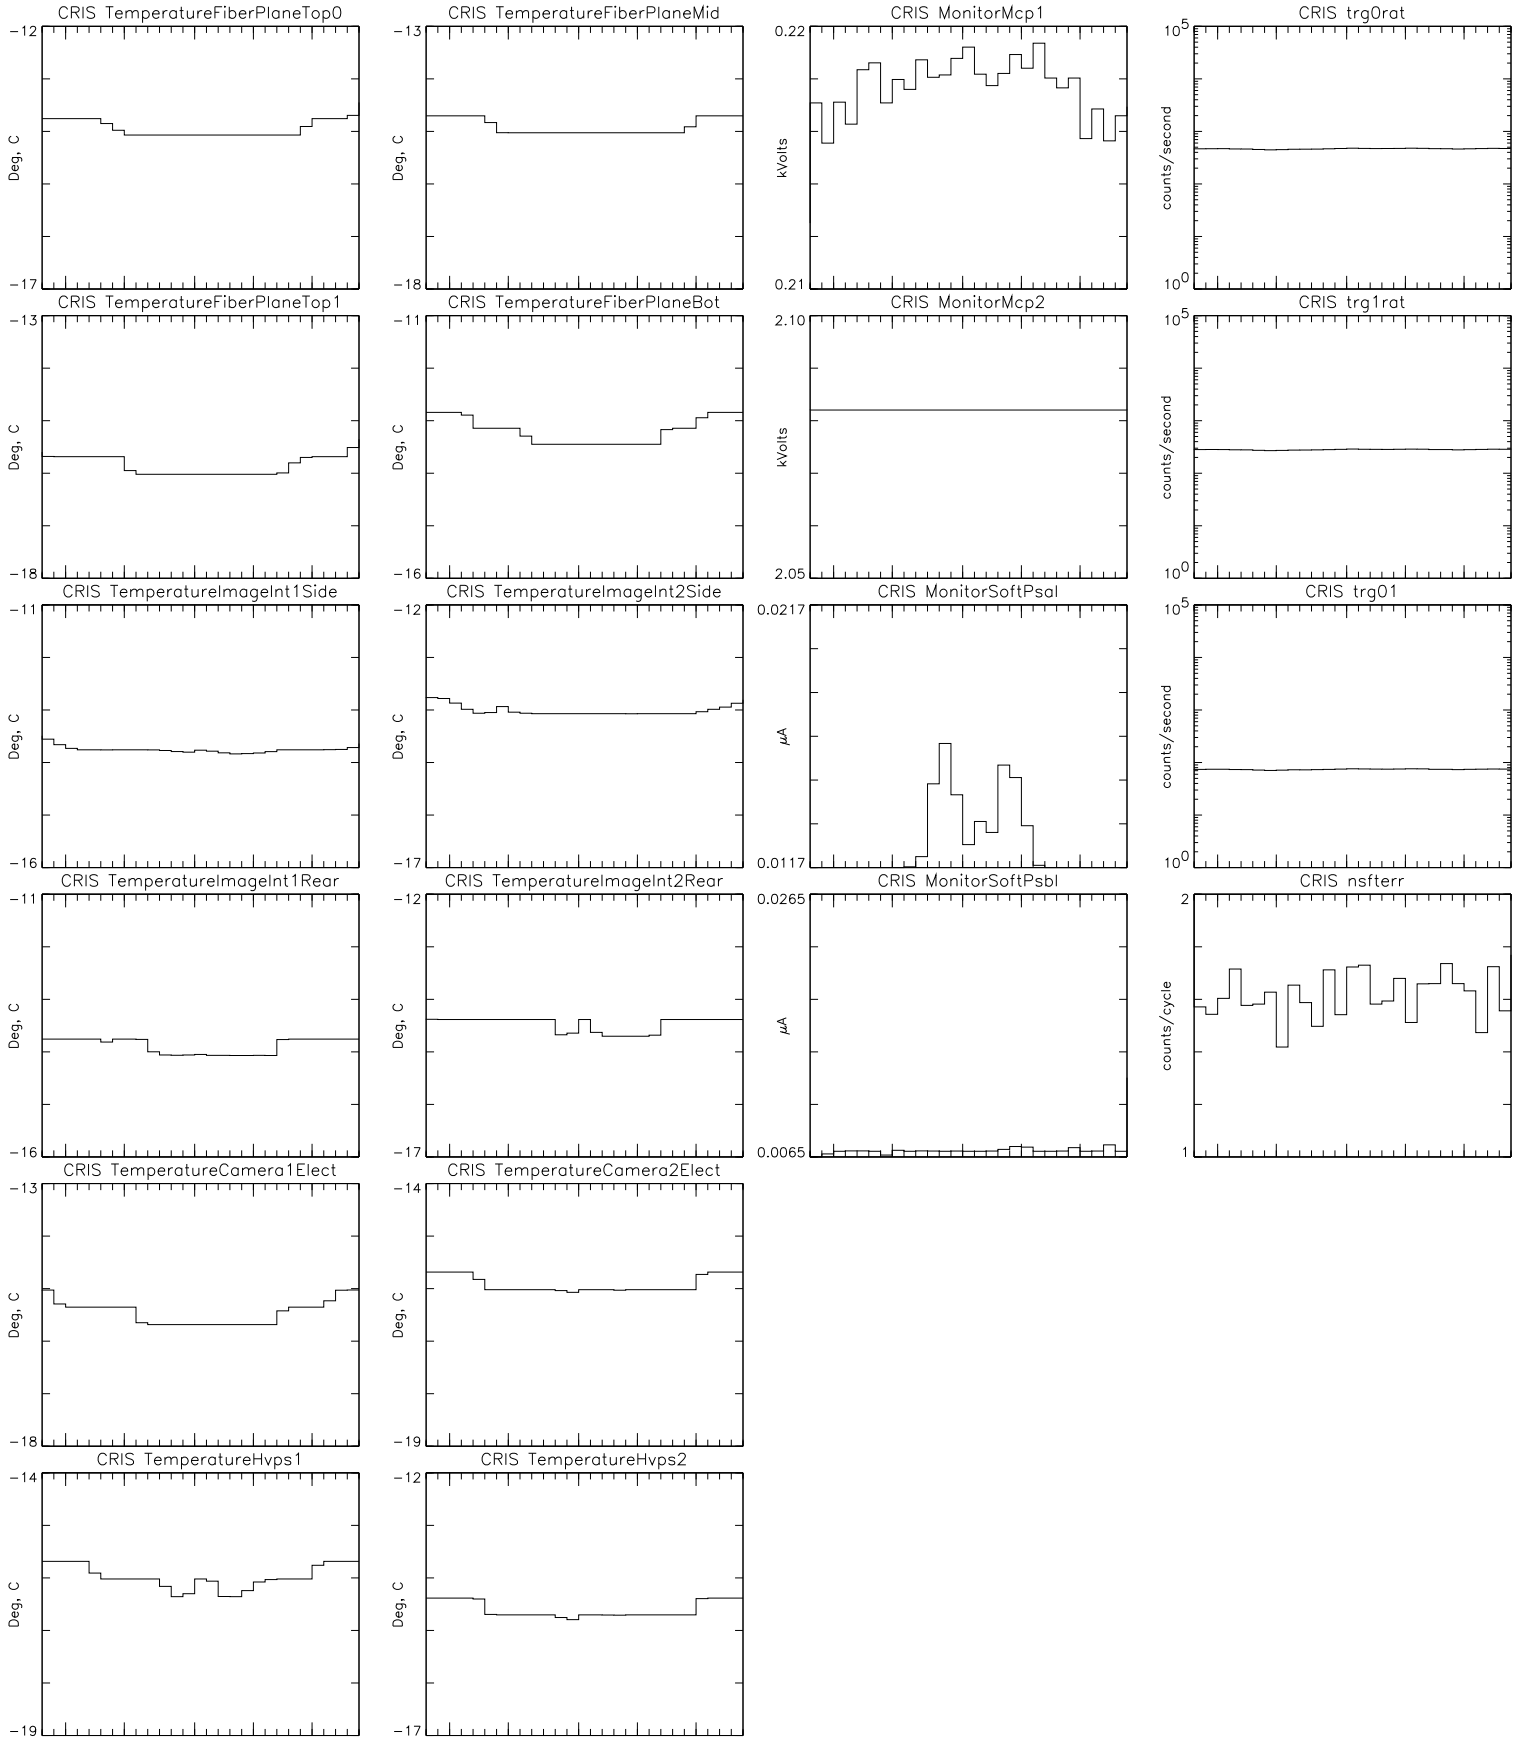 CRIS TemperatureFiberPlaneTop0
-12
Deg, C
-17
CRIS TemperatureFiberPlaneMid
-13
Deg, C
-18
CRIS MonitorMcp1
0.22
kVolts
0.21
CRIS trg0rat
10^5
counts/second
10^0
CRIS TemperatureFiberPlaneTop1
-13
Deg, C
-18
CRIS TemperatureFiberPlaneBot
-11
Deg, C
-16
CRIS MonitorMcp2
2.10
kVolts
2.05
CRIS trg1rat
10^5
counts/second
10^0
CRIS TemperatureImageInt1Side
-11
Deg, C
-16
CRIS TemperatureImageInt2Side
-12
Deg, C
-17
CRIS MonitorSoftPsaI
0.0217
μA
0.0117
CRIS trg01
10^5
counts/second
10^0
CRIS TemperatureImageInt1Rear
-11
Deg, C
-16
CRIS TemperatureImageInt2Rear
-12
Deg, C
-17
CRIS MonitorSoftPsbI
0.0265
μA
0.0065
CRIS nsfterr
2
counts/cycle
1
CRIS TemperatureCamera1Elect
-13
Deg, C
-18
CRIS TemperatureCamera2Elect
-14
Deg, C
-19
CRIS TemperatureHvps1
-14
Deg, C
-19
CRIS TemperatureHvps2
-12
Deg, C
-17